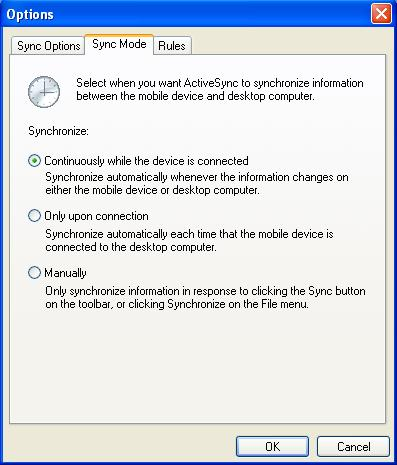 Options
Sync Options
Sync Mode
Rules
Select when you want ActiveSync to synchronize information
between the mobile device and desktop computer.
Synchronize:
Continuously while the device is connected
Synchronize automatically whenever the information changes on
either the mobile device or desktop computer.
Only upon connection
Synchronize automatically each time that the mobile device is
connected to the desktop computer.
Manually
Only synchronize information in response to clicking the Sync button
on the toolbar, or clicking Synchronize on the File menu.
OK
Cancel